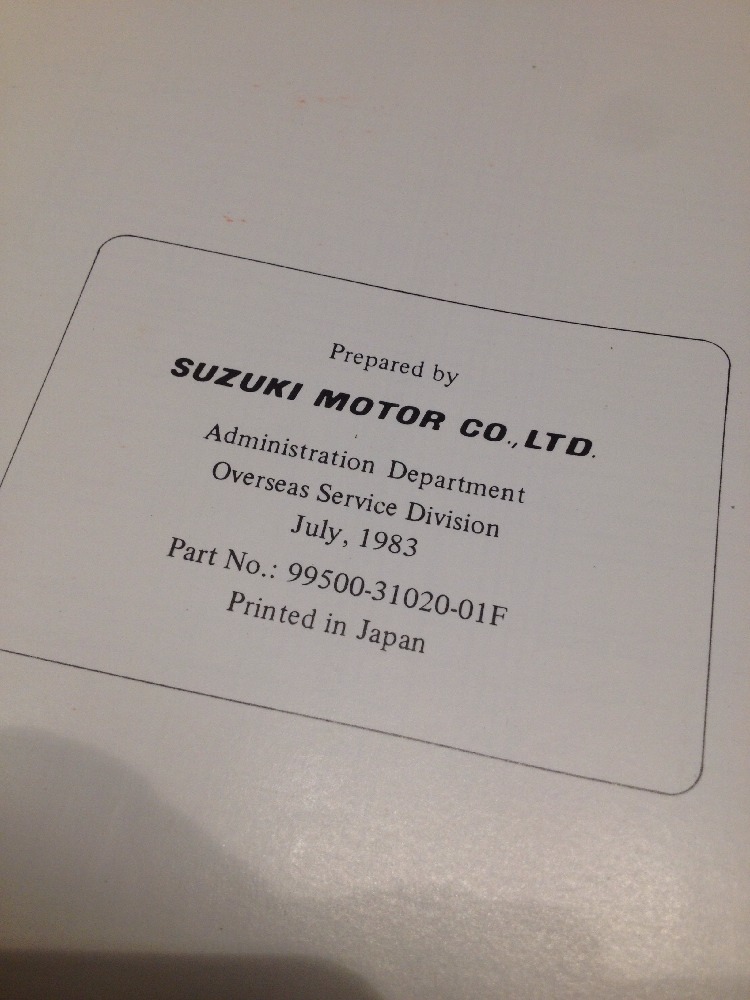 Prepared by
SUZUKI MOTOR CO., LTD.
Administration Department
Overseas Service Division
July, 1983
Part No.: 99500-31020-01F
Printed in Japan